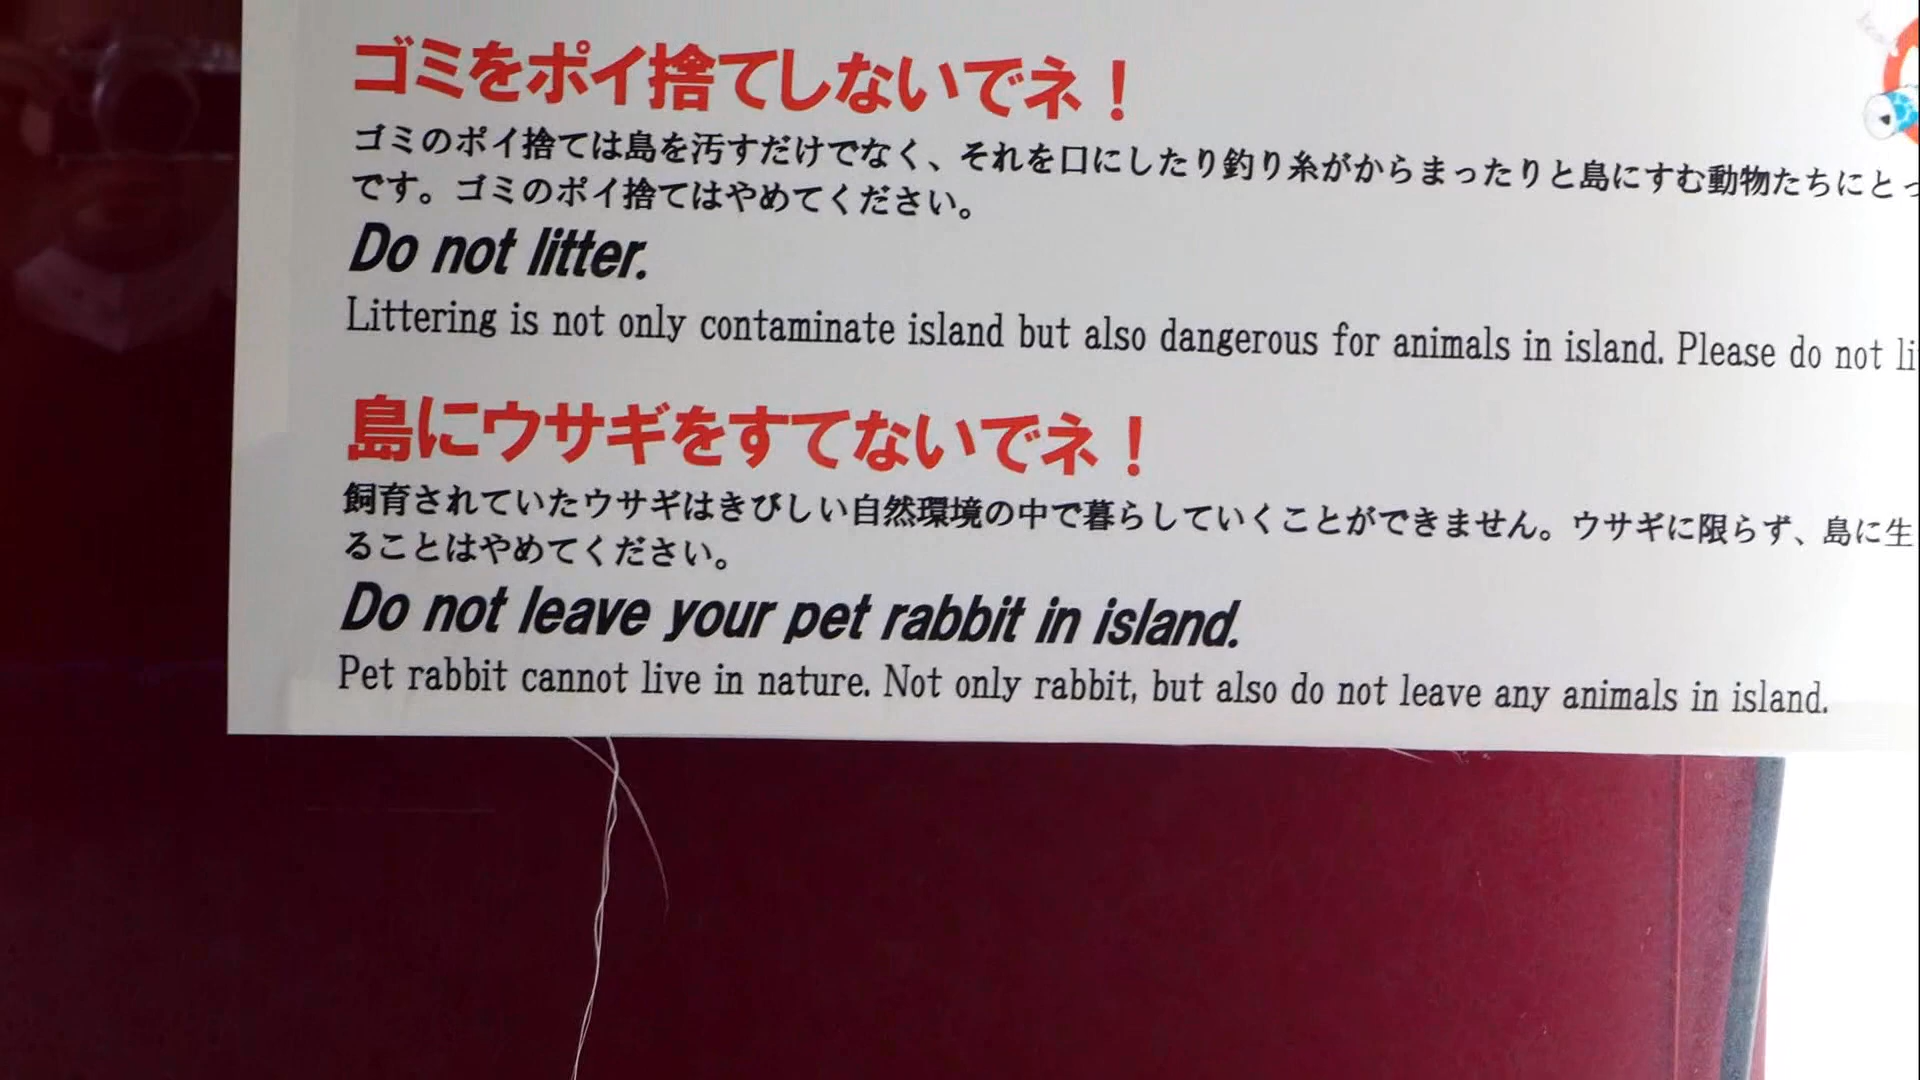 ゴミをポイ捨てしないでネ！
ゴミのポイ捨ては島を汚すだけでなく、それを口にしたり釣り糸がからまったりと島にすむ動物たちにとっ
です。ゴミのポイ捨てはやめてください。
Do not litter.
Littering is not only contaminate island but also dangerous for animals in island. Please do not li
島にウサギをすてないでネ！
飼育されていたウサギはきびしい自然環境の中で暮らしていくことができません。ウサギに限らず、島に生
ることはやめてください。
Do not leave your pet rabbit in island.
Pet rabbit cannot live in nature. Not only rabbit, but also do not leave any animals in island.